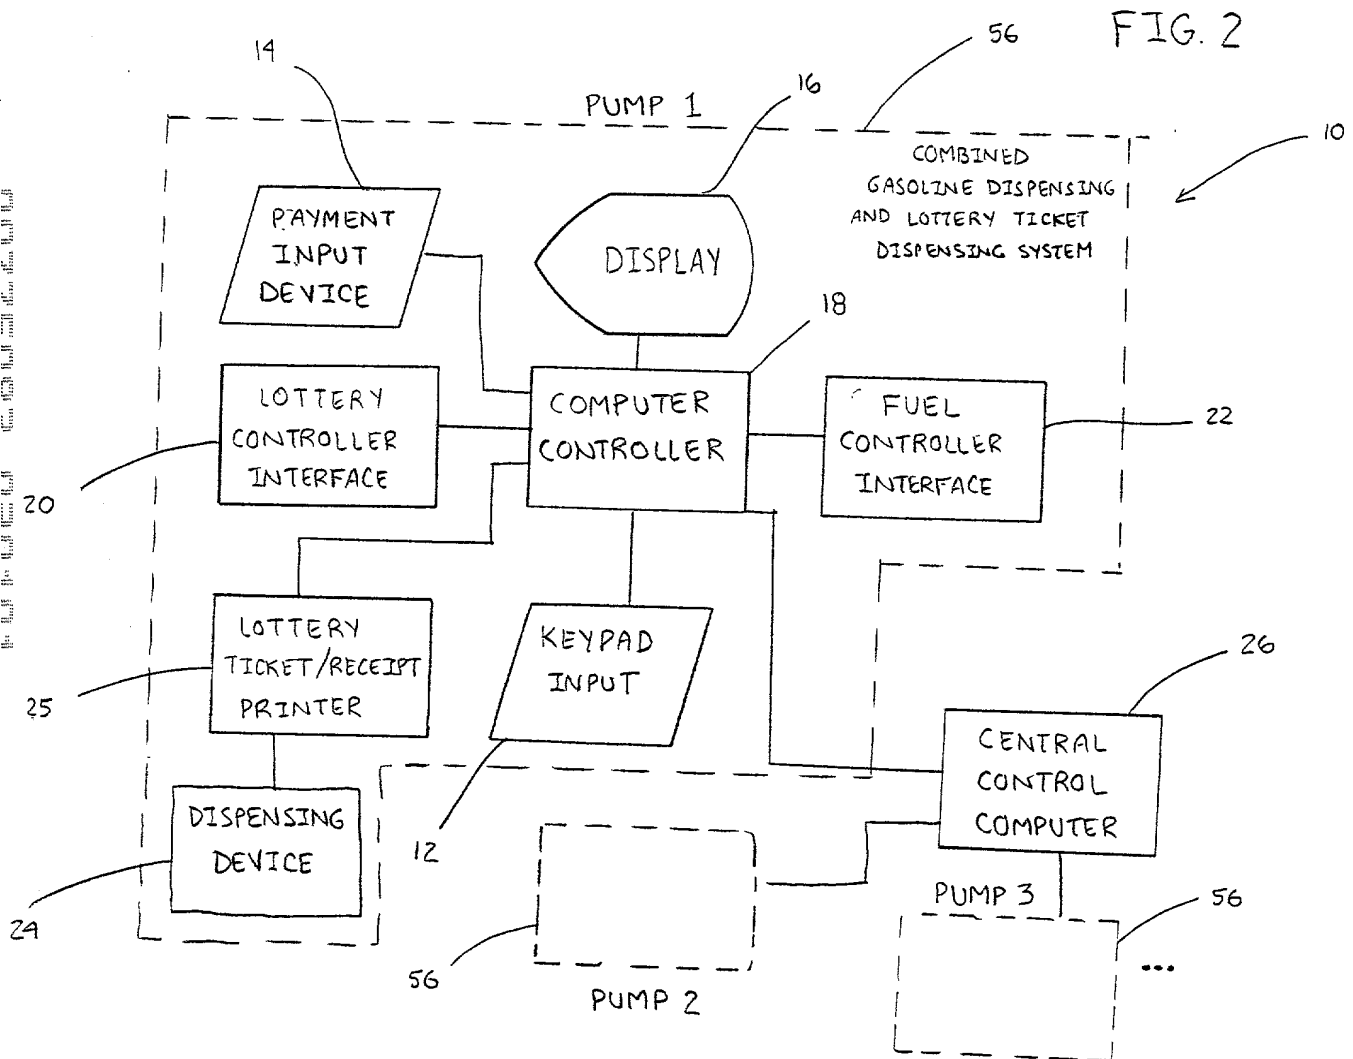 FIG. 2
56
14
PUMP 1
16
10
COMBINED
GASOLINE DISPENSING
AND LOTTERY TICKET
DISPENSING SYSTEM
PAYMENT
INPUT
DEVICE
DISPLAY
18
LOTTERY
CONTROLLER
INTERFACE
COMPUTER
CONTROLLER
FUEL
CONTROLLER
INTERFACE
22
20
LOTTERY
TICKET/RECEIPT
PRINTER
KEYPAD
INPUT
26
25
CENTRAL
CONTROL
COMPUTER
DISPENSING
DEVICE
12
PUMP 3
56
24
56
PUMP 2
...